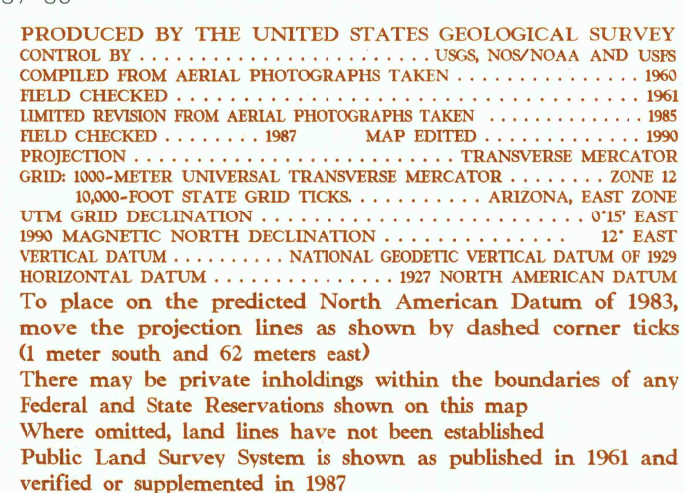 PRODUCED BY THE UNITED STATES GEOLOGICAL SURVEY
CONTROL BY . . . . . . . . . . . . . . . . . . . . . . . . USGS, NOS/NOAA AND USFS
COMPILED FROM AERIAL PHOTOGRAPHS TAKEN . . . . . . . . . . . . . . . 1960
FIELD CHECKED . . . . . . . . . . . . . . . . . . . . . . . . . . . . . . . . . . . . . . . 1961
LIMITED REVISION FROM AERIAL PHOTOGRAPHS TAKEN . . . . . . . . . . . . 1985
FIELD CHECKED . . . . . . . . 1987 MAP EDITED . . . . . . . . . . . . . 1990
PROJECTION . . . . . . . . . . . . . . . . . . . . . . . . . . . TRANSVERSE MERCATOR
GRID: 1000-METER UNIVERSAL TRANSVERSE MERCATOR . . . . . . . . ZONE 12
10,000-FOOT STATE GRID TICKS. . . . . . . . . . . ARIZONA, EAST ZONE
UTM GRID DECLINATION . . . . . . . . . . . . . . . . . . . . . . . . . . . 0°15' EAST
1990 MAGNETIC NORTH DECLINATION . . . . . . . . . . . . . . . 12° EAST
VERTICAL DATUM . . . . . . . . . . NATIONAL GEODETIC VERTICAL DATUM OF 1929
HORIZONTAL DATUM . . . . . . . . . . . . . . . 1927 NORTH AMERICAN DATUM
To place on the predicted North American Datum of 1983,
move the projection lines as shown by dashed corner ticks
(1 meter south and 62 meters east)
There may be private inholdings within the boundaries of any
Federal and State Reservations shown on this map
Where omitted, land lines have not been established
Public Land Survey System is shown as published in 1961 and
verified or supplemented in 1987